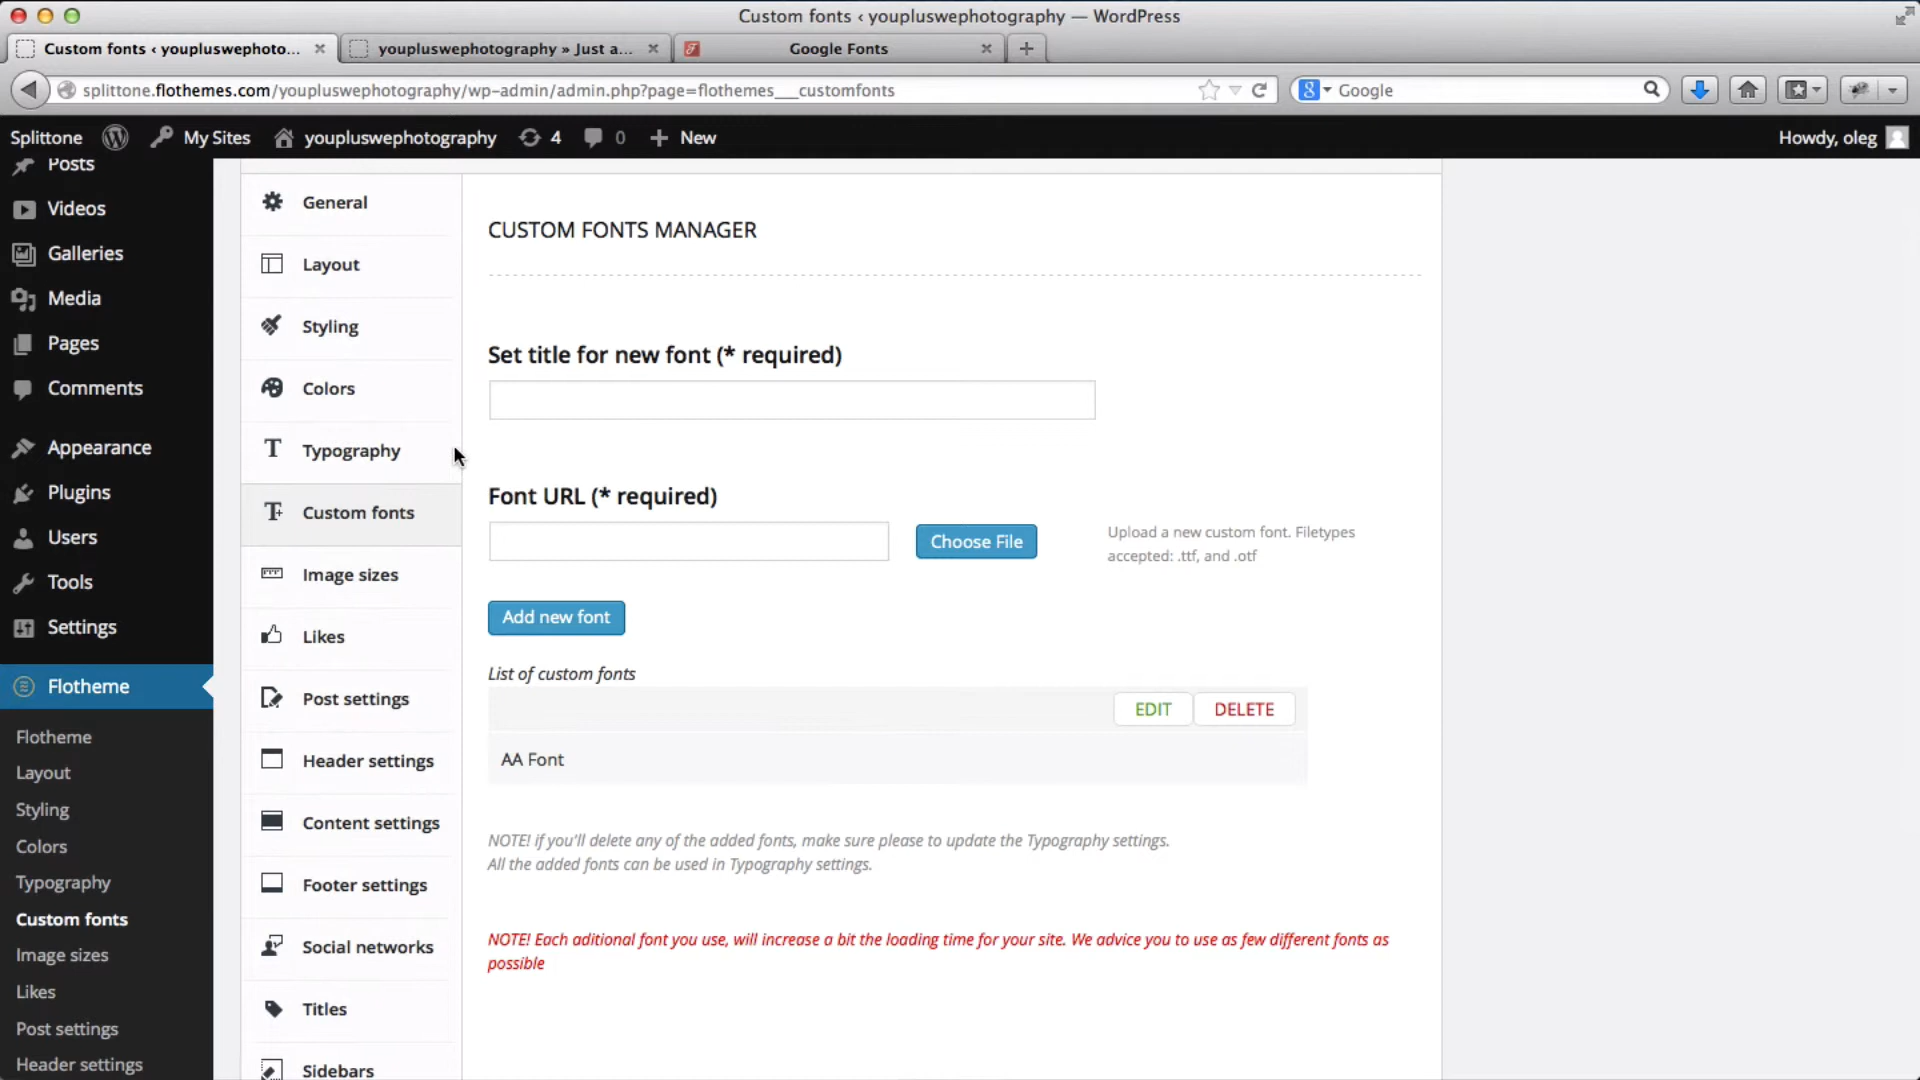 Custom fonts ‹ youpluswephotography — WordPress
Custom fonts ‹ youpluswephoto...
youpluswephotography » Just a...
Google Fonts
splittone.flothemes.com/youpluswephotography/wp-admin/admin.php?page=flothemes___customfonts
Google
Splittone
My Sites
youpluswephotography
4
0
New
Howdy, oleg
Posts
Videos
Galleries
Media
Pages
Comments
Appearance
Plugins
Users
Tools
Settings
Flotheme
Flotheme
Layout
Styling
Colors
Typography
Custom fonts
Image sizes
Likes
Post settings
Header settings
General
Layout
Styling
Colors
Typography
Custom fonts
Image sizes
Likes
Post settings
Header settings
Content settings
Footer settings
Social networks
Titles
Sidebars
CUSTOM FONTS MANAGER
Set title for new font (* required)
Font URL (* required)
Choose File
Upload a new custom font. Filetypes
accepted: .ttf, and .otf
Add new font
List of custom fonts
EDIT
DELETE
AA Font
NOTE! if you'll delete any of the added fonts, make sure please to update the Typography settings.
All the added fonts can be used in Typography settings.
NOTE! Each aditional font you use, will increase a bit the loading time for your site. We advice you to use as few different fonts as
possible